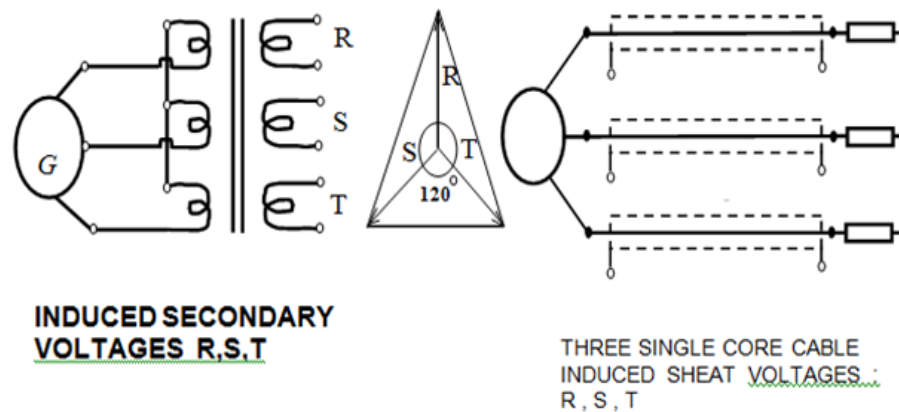 R
S
T
G
R
S T
120°
INDUCED SECONDARY
VOLTAGES R,S,T
THREE SINGLE CORE CABLE
INDUCED SHEAT VOLTAGES ;
R , S , T